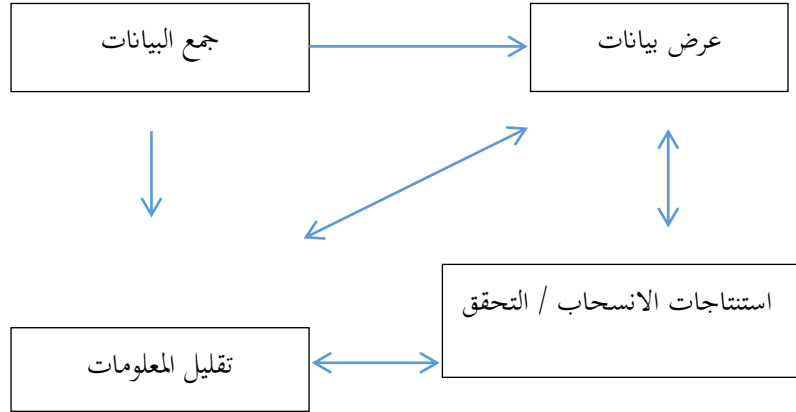 جمع البيانات
عرض بيانات
استنتاجات الانسحاب / التحقق
تقليل المعلومات